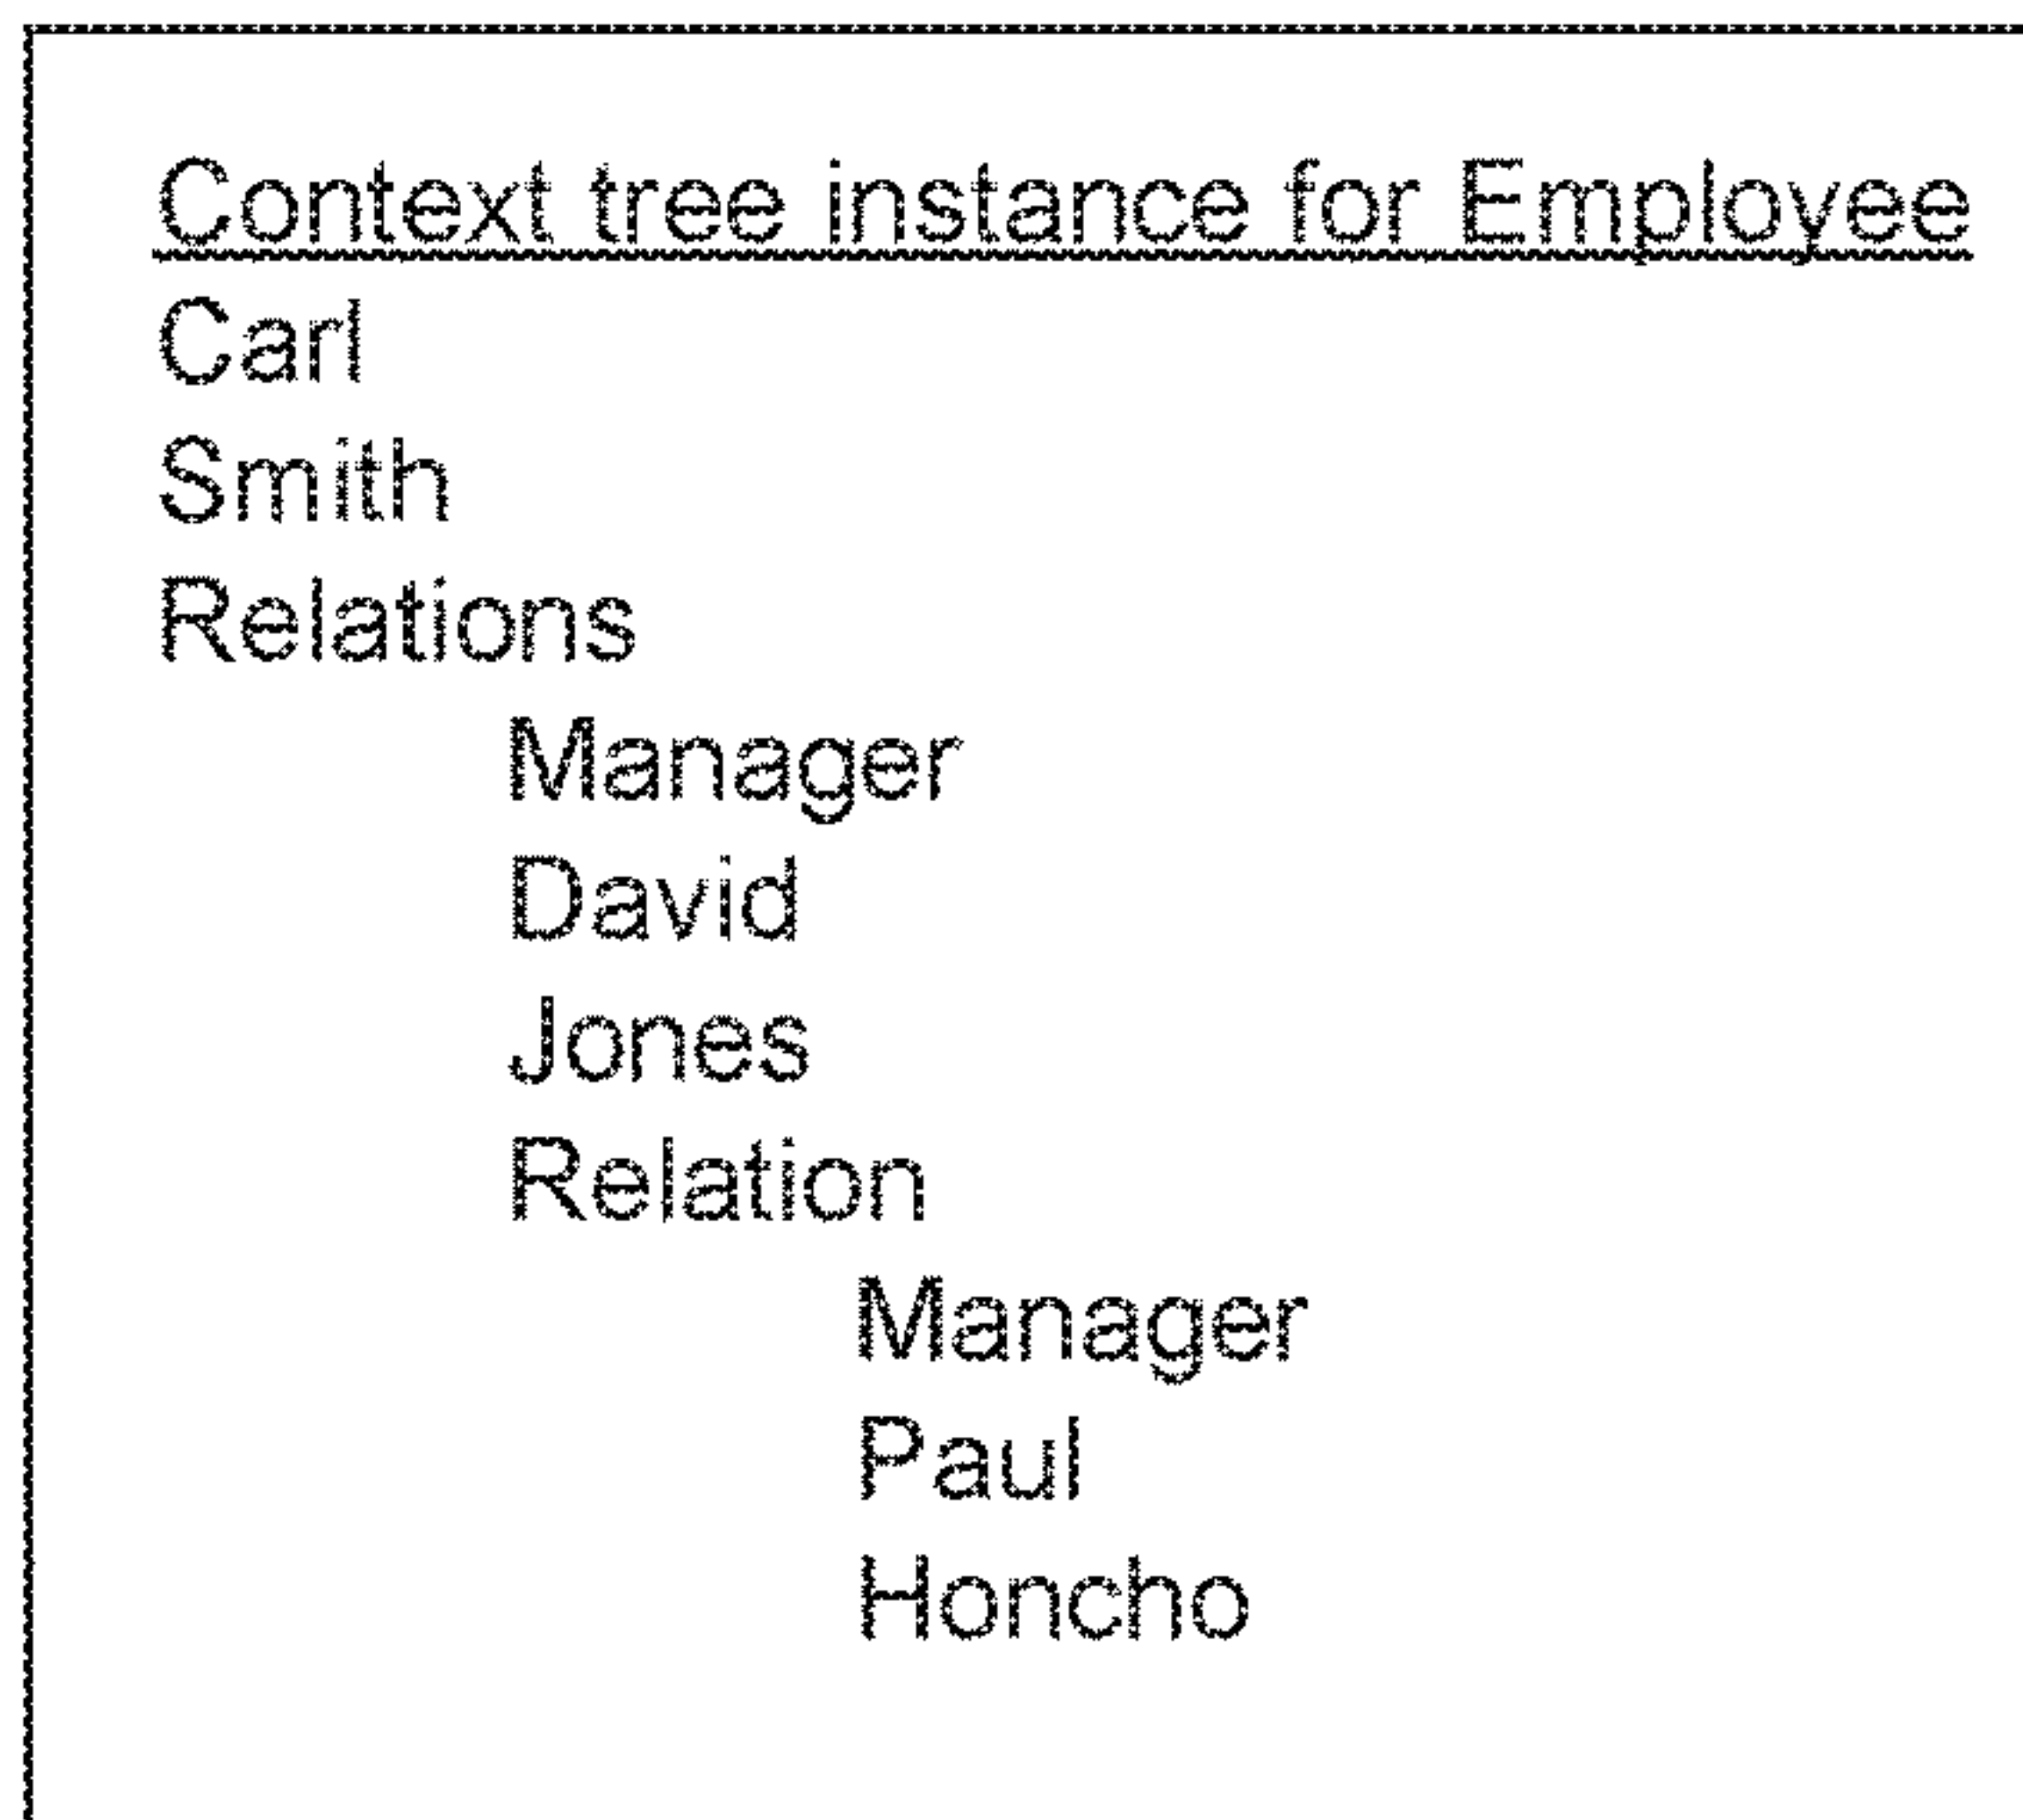 Context tree instance for Employee
Carl
Smith
Relations
Manager
David
Jones
Relation
Manager
Paul
Honcho